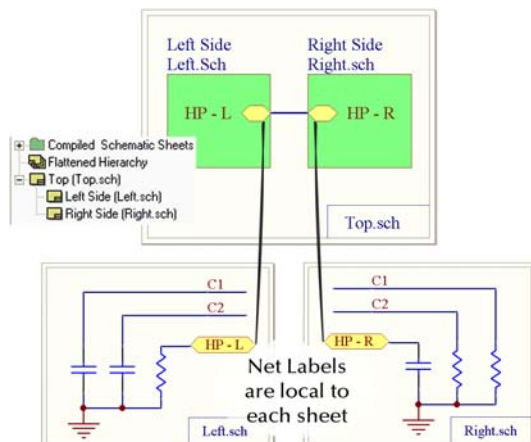 Left Side
Left.Sch
Right Side
Right.sch
HP - L
HP - R
Compiled Schematic Sheets
Flattened Hierarchy
Top (Top.sch)
Left Side (Left.sch)
Right Side (Right.sch)
Top.sch
C1
C2
HP - L
Left.sch
Net Labels
are local to
each sheet
C1
C2
HP - R
Right.sch